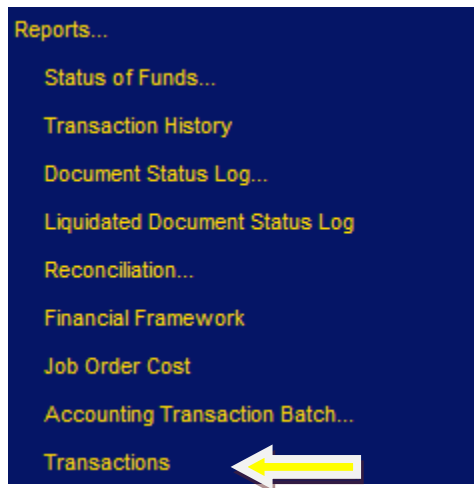 Reports...
Status of Funds...
Transaction History
Document Status Log...
Liquidated Document Status Log
Reconciliation...
Financial Framework
Job Order Cost
Accounting Transaction Batch...
Transactions